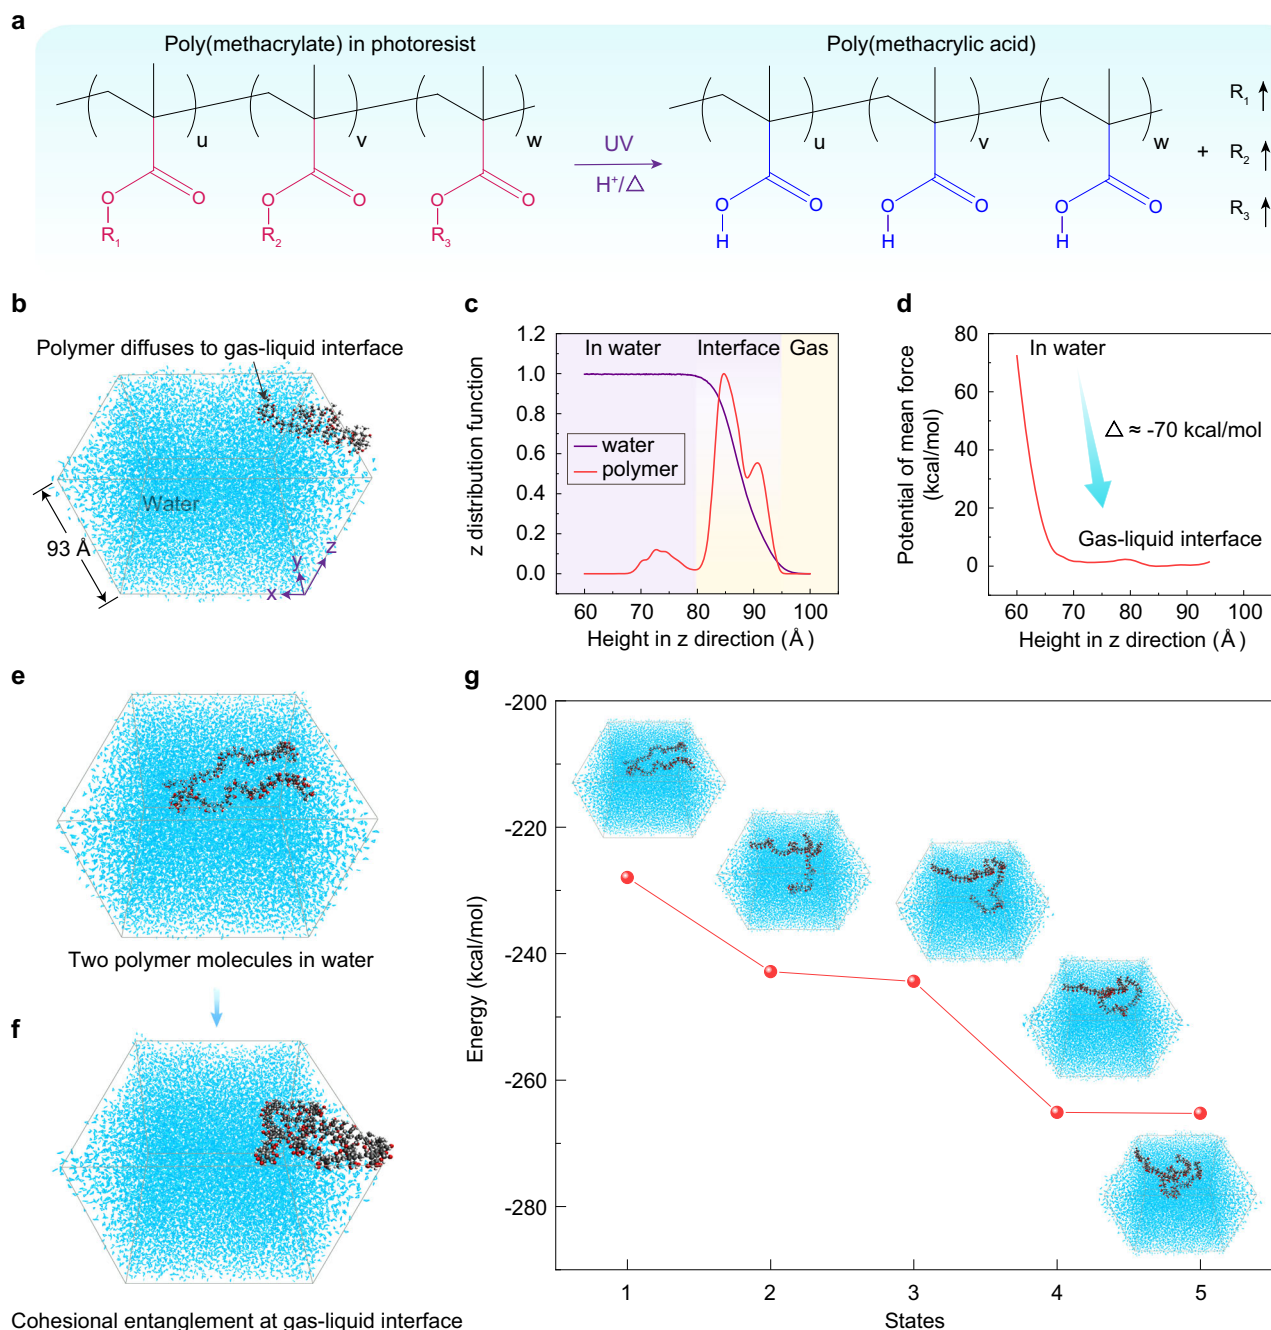 a
Poly(methacrylate) in photoresist
Poly(methacrylic acid)
u
v
w
O
O
O
O
O
O
R1
R2
R3
UV
H+/△
u
v
w
O
O
O
O
O
O
H
H
H
+
R1
R2
R3
b
Polymer diffuses to gas-liquid interface
Water
93 Å
x
y
z
c
In water
Interface
Gas
water
polymer
z distribution function
1.2
1.0
0.8
0.6
0.4
0.2
0.0
60 70 80 90 100
Height in z direction (Å)
d
In water
△ ≈ -70 kcal/mol
Gas-liquid interface
Potential of mean force
(kcal/mol)
80
60
40
20
0
60 70 80 90 100
Height in z direction (Å)
e
Two polymer molecules in water
f
Cohesional entanglement at gas-liquid interface
g
Energy (kcal/mol)
-200
-220
-240
-260
-280
1 2 3 4 5
States